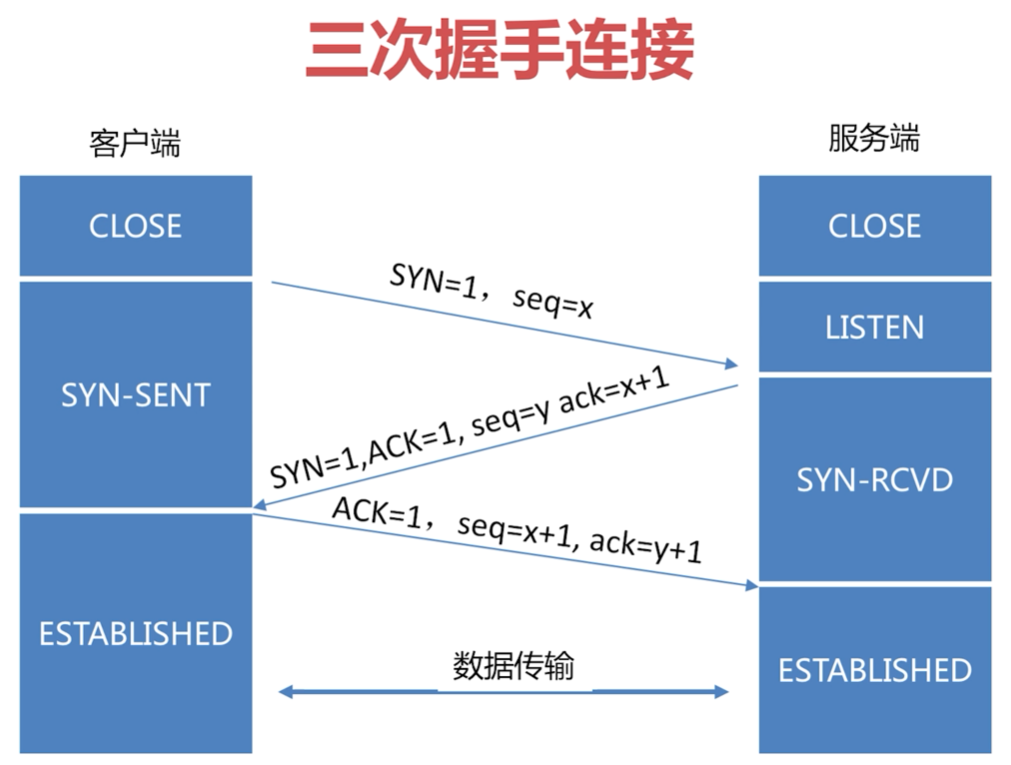 三次握手连接
客户端
服务端
CLOSE
CLOSE
SYN=1，seq=x
LISTEN
SYN-SENT
SYN=1,ACK=1, seq=y ack=x+1
SYN-RCVD
ACK=1，seq=x+1, ack=y+1
ESTABLISHED
数据传输
ESTABLISHED